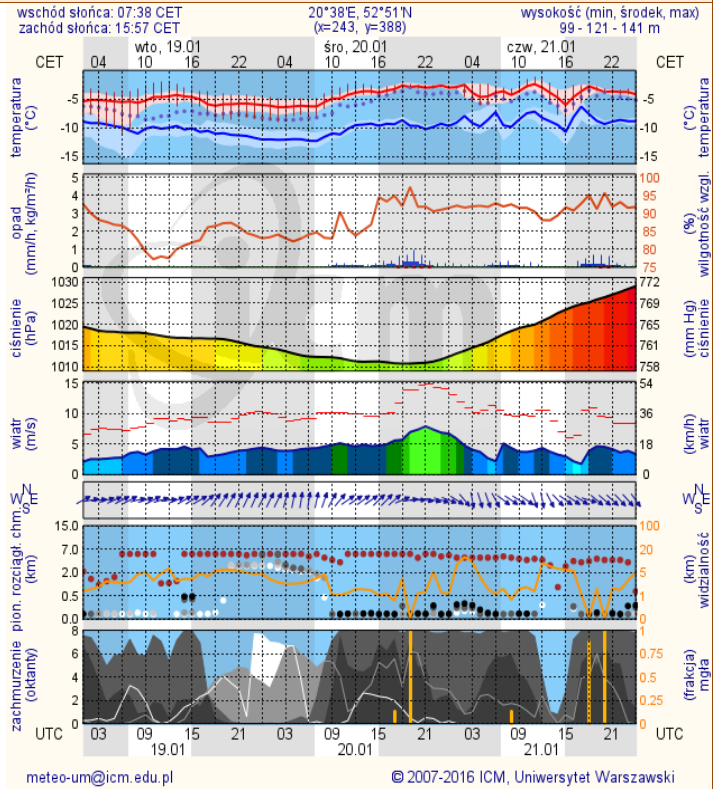 wschód słońca: 07:38 CET 20°38'E, 52°51'N wysokość (min, środek, max)
zachód słońca: 15:57 CET (x=243, y=388) 99 - 121 - 141 m
wto, 19.01 śro, 20.01 czw, 21.01
CET 04 10 16 22 04 10 16 22 04 10 16 22 CET
temperatura (°C) -5 -10 -15 -5 -10 -15 (°C) temperatura
opad (mm/h, kg/m²/h) 5 4 3 2 1 0 100 95 90 85 80 75 (%) wilgotność wzgl.
ciśnienie (hPa) 1030 1025 1020 1015 1010 772 769 765 761 758 (mm Hg) ciśnienie
wiatr (m/s) 15 10 5 0 54 36 18 0 (km/h) wiatr
N W E S N W E S
pion. rozciągł. chm. (km) 15.0 7.0 2.0 0.5 0.0 100 20 5 1 0 (km) widzialność
zachmurzenie (oktanty) 8 6 4 2 0 1 0.75 0.5 0.25 0 (frakcja) mgła
UTC 03 09 15 21 03 09 15 21 03 09 15 21 UTC
19.01 20.01 21.01
icm
meteo-um@icm.edu.pl © 2007-2016 ICM, Uniwersytet Warszawski